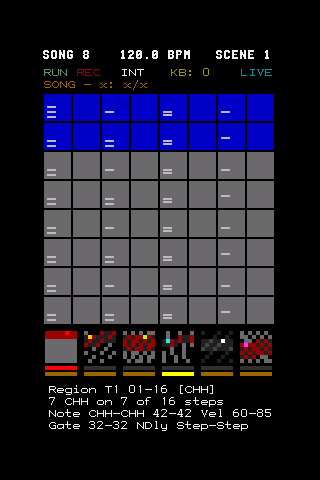 SONG 8 120.0 BPM SCENE 1
RUN REC INT KB: O LIVE
SONG - x: x/x
Region T1 01-16 [CHH]
7 CHH on 7 of 16 steps
Note CHH-CHH 42-42 Vel 60-85
Gate 32-32 NDly Step-Step